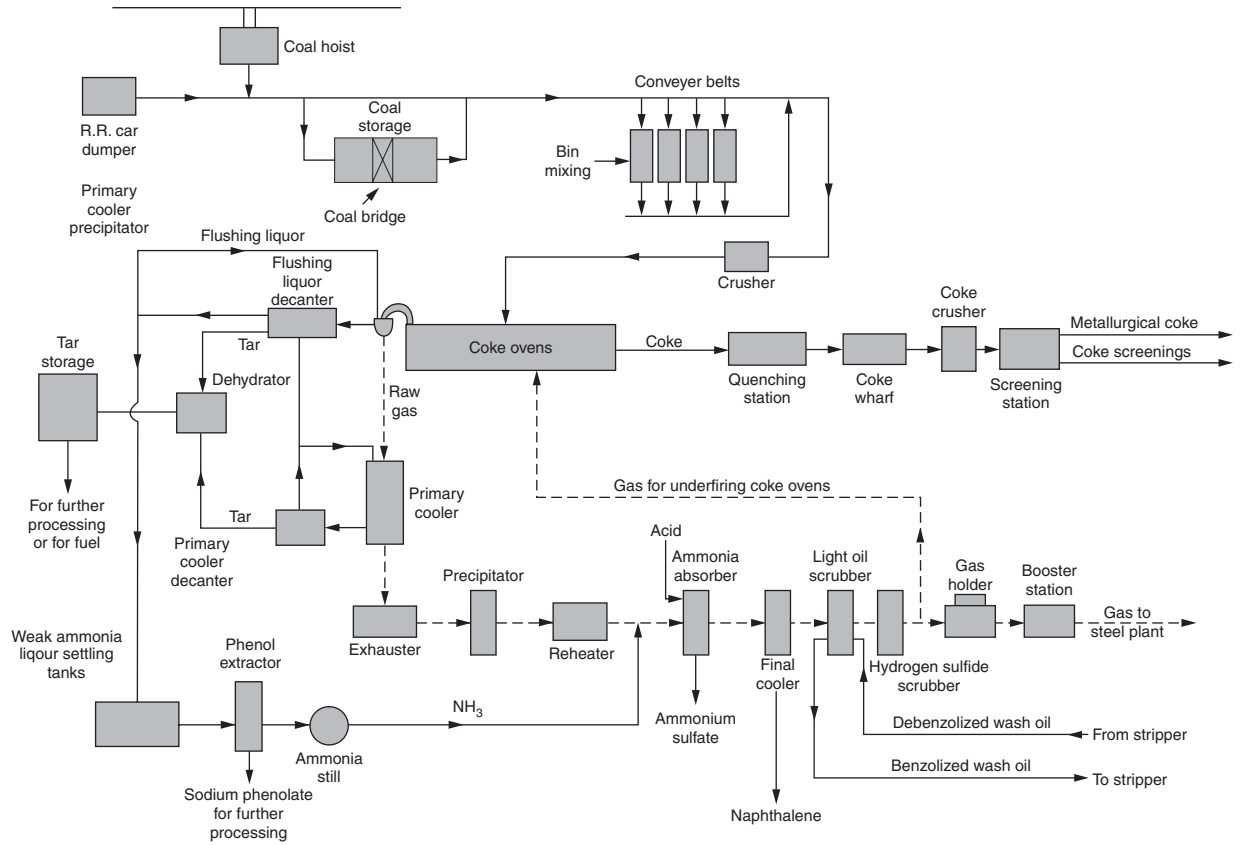 Coal hoist
R.R. car
dumper
Coal
storage
Coal bridge
Conveyer belts
Bin
mixing
Primary
cooler
precipitator
Flushing liquor
Flushing
liquor
decanter
Crusher
Coke
crusher
Tar
storage
Tar
Dehydrator
Raw
gas
Coke ovens
Coke
Quenching
station
Coke
wharf
Screening
station
Metallurgical coke
Coke screenings
For further
processing
or for fuel
Tar
Primary
cooler
decanter
Primary
cooler
Gas for underfiring coke ovens
Acid
Ammonia
absorber
Light oil
scrubber
Gas
holder
Booster
station
Gas to
steel plant
Precipitator
Exhauster
Reheater
Final
cooler
Hydrogen sulfide
scrubber
Weak ammonia
liqour settling
tanks
Phenol
extractor
NH3
Ammonia
still
Ammonium
sulfate
Debenzolized wash oil
From stripper
Benzolized wash oil
To stripper
Sodium phenolate
for further
processing
Naphthalene